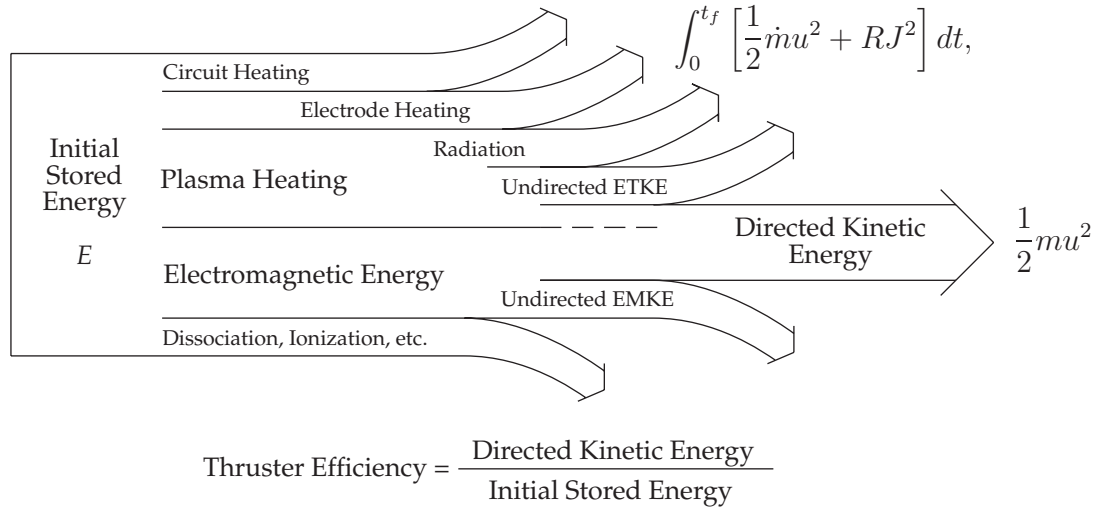 ∫₀^{t_f} [½ṁu² + RJ²] dt,
Circuit Heating
Electrode Heating
Radiation
Initial
Stored
Energy
E
Plasma Heating
Undirected ETKE
Directed Kinetic
Energy
½mu²
Electromagnetic Energy
Undirected EMKE
Dissociation, Ionization, etc.
Thruster Efficiency = Directed Kinetic Energy
Initial Stored Energy